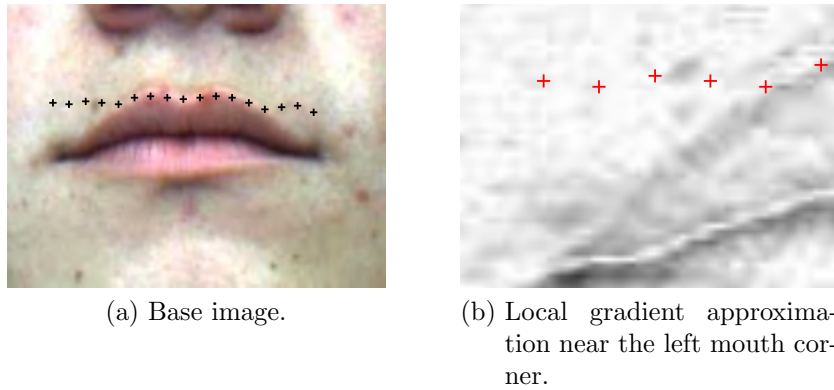 (a) Base image.
(b) Local gradient approxima-
tion near the left mouth cor-
ner.